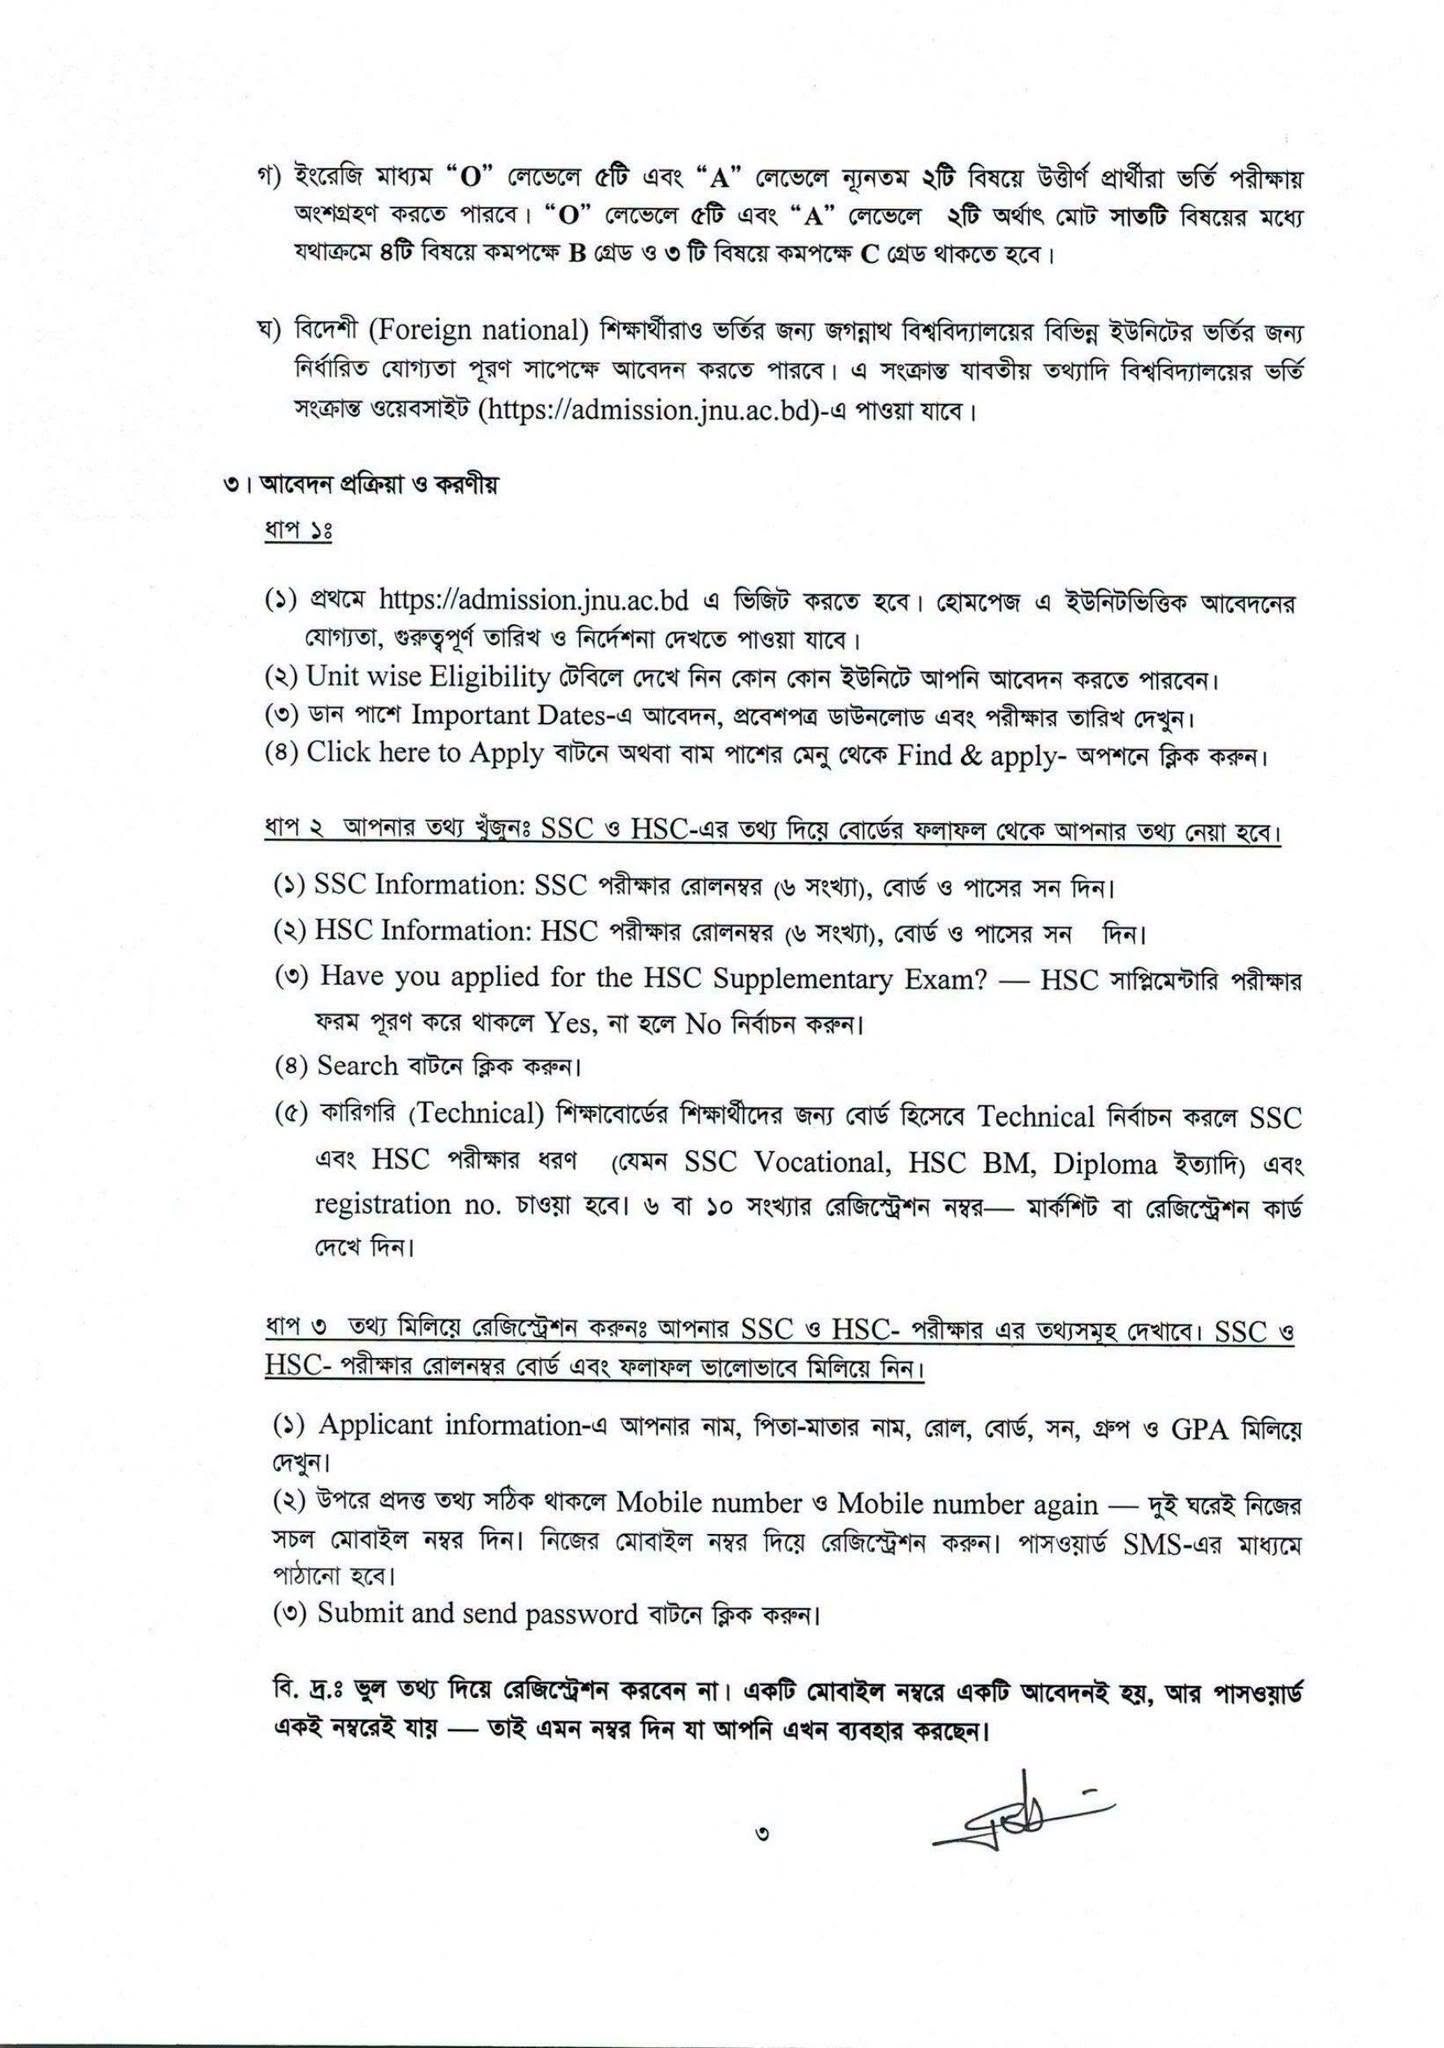 গ) ইংরেজি মাধ্যম “O” লেভেলে ৫টি এবং “A” লেভেলে ন্যূনতম ২টি বিষয়ে উত্তীর্ণ প্রার্থীরা ভর্তি পরীক্ষায়
অংশগ্রহণ করতে পারবে। “O” লেভেলে ৫টি এবং “A” লেভেলে ২টি অর্থাৎ মোট সাতটি বিষয়ের মধ্যে
যথাক্রমে ৪টি বিষয়ে কমপক্ষে B গ্রেড ও ৩ টি বিষয়ে কমপক্ষে C গ্রেড থাকতে হবে।
ঘ) বিদেশী (Foreign national) শিক্ষার্থীরাও ভর্তির জন্য জগন্নাথ বিশ্ববিদ্যালয়ের বিভিন্ন ইউনিটের ভর্তির জন্য
নির্ধারিত যোগ্যতা পূরণ সাপেক্ষে আবেদন করতে পারবে। এ সংক্রান্ত যাবতীয় তথ্যাদি বিশ্ববিদ্যালয়ের ভর্তি
সংক্রান্ত ওয়েবসাইট (https://admission.jnu.ac.bd)-এ পাওয়া যাবে।
৩। আবেদন প্রক্রিয়া ও করণীয়
ধাপ ১ঃ
(১) প্রথমে https://admission.jnu.ac.bd এ ভিজিট করতে হবে। হোমপেজ এ ইউনিটভিত্তিক আবেদনের
যোগ্যতা, গুরুত্বপূর্ণ তারিখ ও নির্দেশনা দেখতে পাওয়া যাবে।
(২) Unit wise Eligibility টেবিলে দেখে নিন কোন কোন ইউনিটে আপনি আবেদন করতে পারবেন।
(৩) ডান পাশে Important Dates-এ আবেদন, প্রবেশপত্র ডাউনলোড এবং পরীক্ষার তারিখ দেখুন।
(৪) Click here to Apply বাটনে অথবা বাম পাশের মেনু থেকে Find & apply- অপশনে ক্লিক করুন।
ধাপ ২ আপনার তথ্য খুঁজুনঃ SSC ও HSC-এর তথ্য দিয়ে বোর্ডের ফলাফল থেকে আপনার তথ্য নেয়া হবে।
(১) SSC Information: SSC পরীক্ষার রোলনম্বর (৬ সংখ্যা), বোর্ড ও পাসের সন দিন।
(২) HSC Information: HSC পরীক্ষার রোলনম্বর (৬ সংখ্যা), বোর্ড ও পাসের সন দিন।
(৩) Have you applied for the HSC Supplementary Exam? — HSC সাপ্লিমেন্টারি পরীক্ষার
ফরম পূরণ করে থাকলে Yes, না হলে No নির্বাচন করুন।
(৪) Search বাটনে ক্লিক করুন।
(৫) কারিগরি (Technical) শিক্ষাবোর্ডের শিক্ষার্থীদের জন্য বোর্ড হিসেবে Technical নির্বাচন করলে SSC
এবং HSC পরীক্ষার ধরণ (যেমন SSC Vocational, HSC BM, Diploma ইত্যাদি) এবং
registration no. চাওয়া হবে। ৬ বা ১০ সংখ্যার রেজিস্ট্রেশন নম্বর— মার্কশিট বা রেজিস্ট্রেশন কার্ড
দেখে দিন।
ধাপ ৩ তথ্য মিলিয়ে রেজিস্ট্রেশন করুনঃ আপনার SSC ও HSC- পরীক্ষার এর তথ্যসমূহ দেখাবে। SSC ও
HSC- পরীক্ষার রোলনম্বর বোর্ড এবং ফলাফল ভালোভাবে মিলিয়ে নিন।
(১) Applicant information-এ আপনার নাম, পিতা-মাতার নাম, রোল, বোর্ড, সন, গ্রুপ ও GPA মিলিয়ে
দেখুন।
(২) উপরে প্রদত্ত তথ্য সঠিক থাকলে Mobile number ও Mobile number again — দুই ঘরেই নিজের
সচল মোবাইল নম্বর দিন। নিজের মোবাইল নম্বর দিয়ে রেজিস্ট্রেশন করুন। পাসওয়ার্ড SMS-এর মাধ্যমে
পাঠানো হবে।
(৩) Submit and send password বাটনে ক্লিক করুন।
বি. দ্র.ঃ ভুল তথ্য দিয়ে রেজিস্ট্রেশন করবেন না। একটি মোবাইল নম্বরে একটি আবেদনই হয়, আর পাসওয়ার্ড
একই নম্বরেই যায় — তাই এমন নম্বর দিন যা আপনি এখন ব্যবহার করছেন।
৩